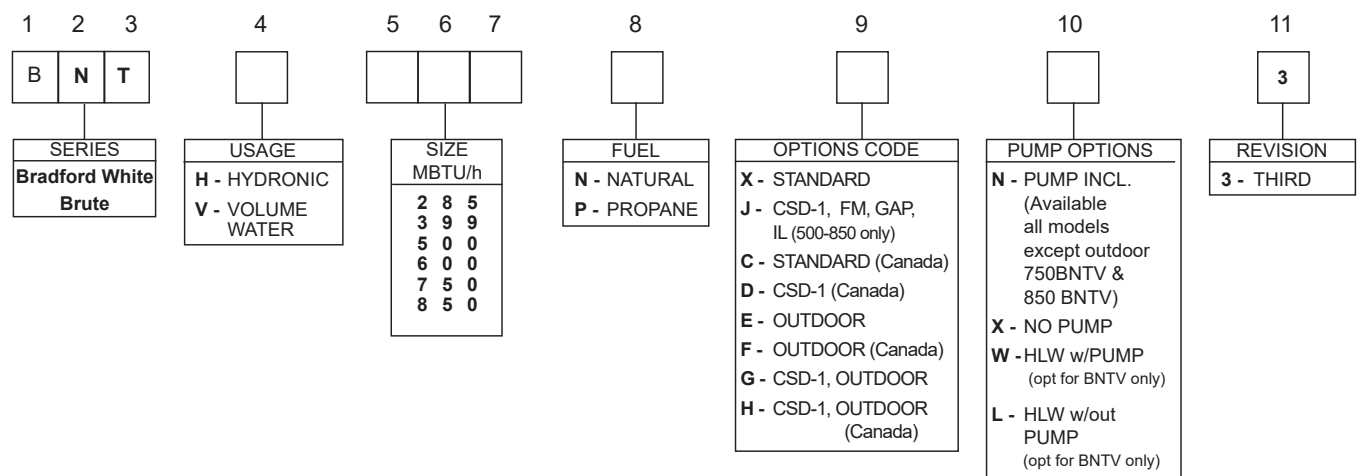 1 2 3 4 5 6 7 8 9 10 11
B N T 3
SERIES
Bradford White
Brute
USAGE
H - HYDRONIC
V - VOLUME
WATER
SIZE
MBTU/h
2 8 5
3 9 9
5 0 0
6 0 0
7 5 0
8 5 0
FUEL
N - NATURAL
P - PROPANE
OPTIONS CODE
X - STANDARD
J - CSD-1, FM, GAP,
IL (500-850 only)
C - STANDARD (Canada)
D - CSD-1 (Canada)
E - OUTDOOR
F - OUTDOOR (Canada)
G - CSD-1, OUTDOOR
H - CSD-1, OUTDOOR
(Canada)
PUMP OPTIONS
N - PUMP INCL.
(Available
all models
except outdoor
750BNTV &
850 BNTV)
X - NO PUMP
W -HLW w/PUMP
(opt for BNTV only)
L - HLW w/out
PUMP
(opt for BNTV only)
REVISION
3 - THIRD